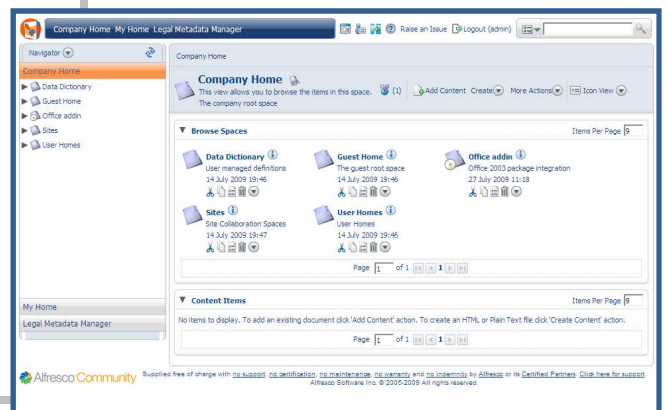 Company Home My Home Legal Metadata Manager
Raise an Issue Logout (admin)
Navigator
Company Home
Company Home
Data Dictionary
Guest Home
Office addin
Sites
User Homes
My Home
Legal Metadata Manager
Company Home
This view allows you to browse the items in this space. (1) Add Content Create More Actions Icon View
The company root space
Browse Spaces Items Per Page 9
Data Dictionary Guest Home Office addin
User managed definitions The guest root space Office 2003 package integration
14 July 2009 19:46 14 July 2009 19:46 27 July 2009 11:18
Sites User Homes
Site Collaboration Spaces User Homes
14 July 2009 19:47 14 July 2009 19:46
Page 1 of 1 1
Content Items Items Per Page 9
No items to display. To add an existing document click 'Add Content' action. To create an HTML or Plain Text file click 'Create Content' action.
Page 1 of 1 1
Alfresco Community
Supplied free of charge with no support, no certification, no maintenance, no warranty and no indemnity by Alfresco or its Certified Partners. Click here for support.
Alfresco Software Inc. © 2005-2009 All rights reserved.